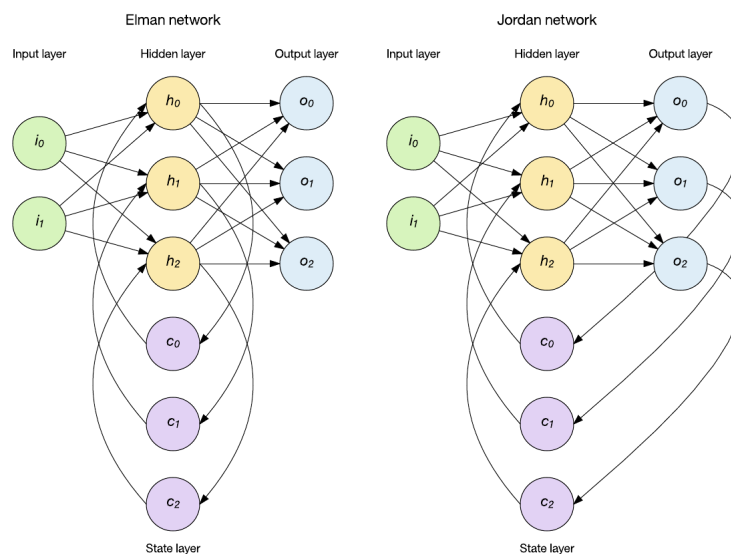 Elman network
Input layer
Hidden layer
Output layer
h0
i0
o0
h1
i1
o1
h2
o2
c0
c1
c2
State layer
Jordan network
Input layer
Hidden layer
Output layer
h0
i0
o0
h1
i1
o1
h2
o2
c0
c1
c2
State layer